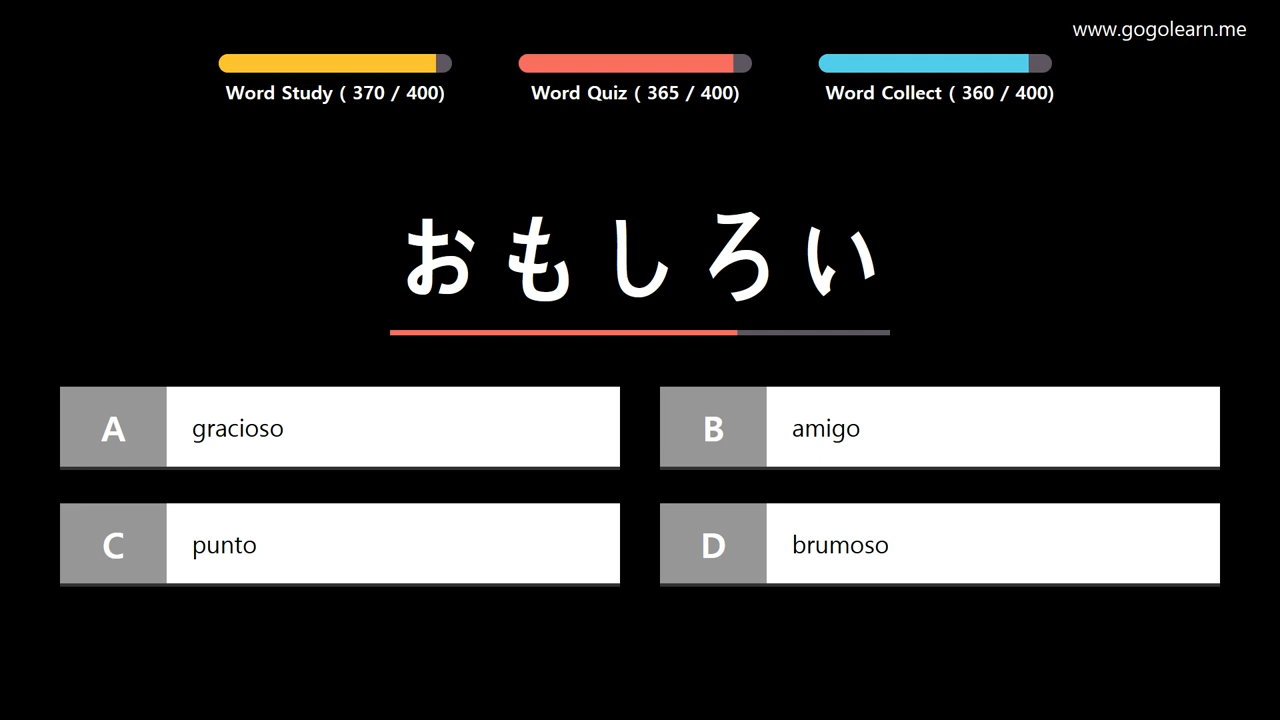 www.gogolearn.me
Word Study ( 370 / 400)
Word Quiz ( 365 / 400)
Word Collect ( 360 / 400)
おもしろい
A gracioso
B amigo
C punto
D brumoso